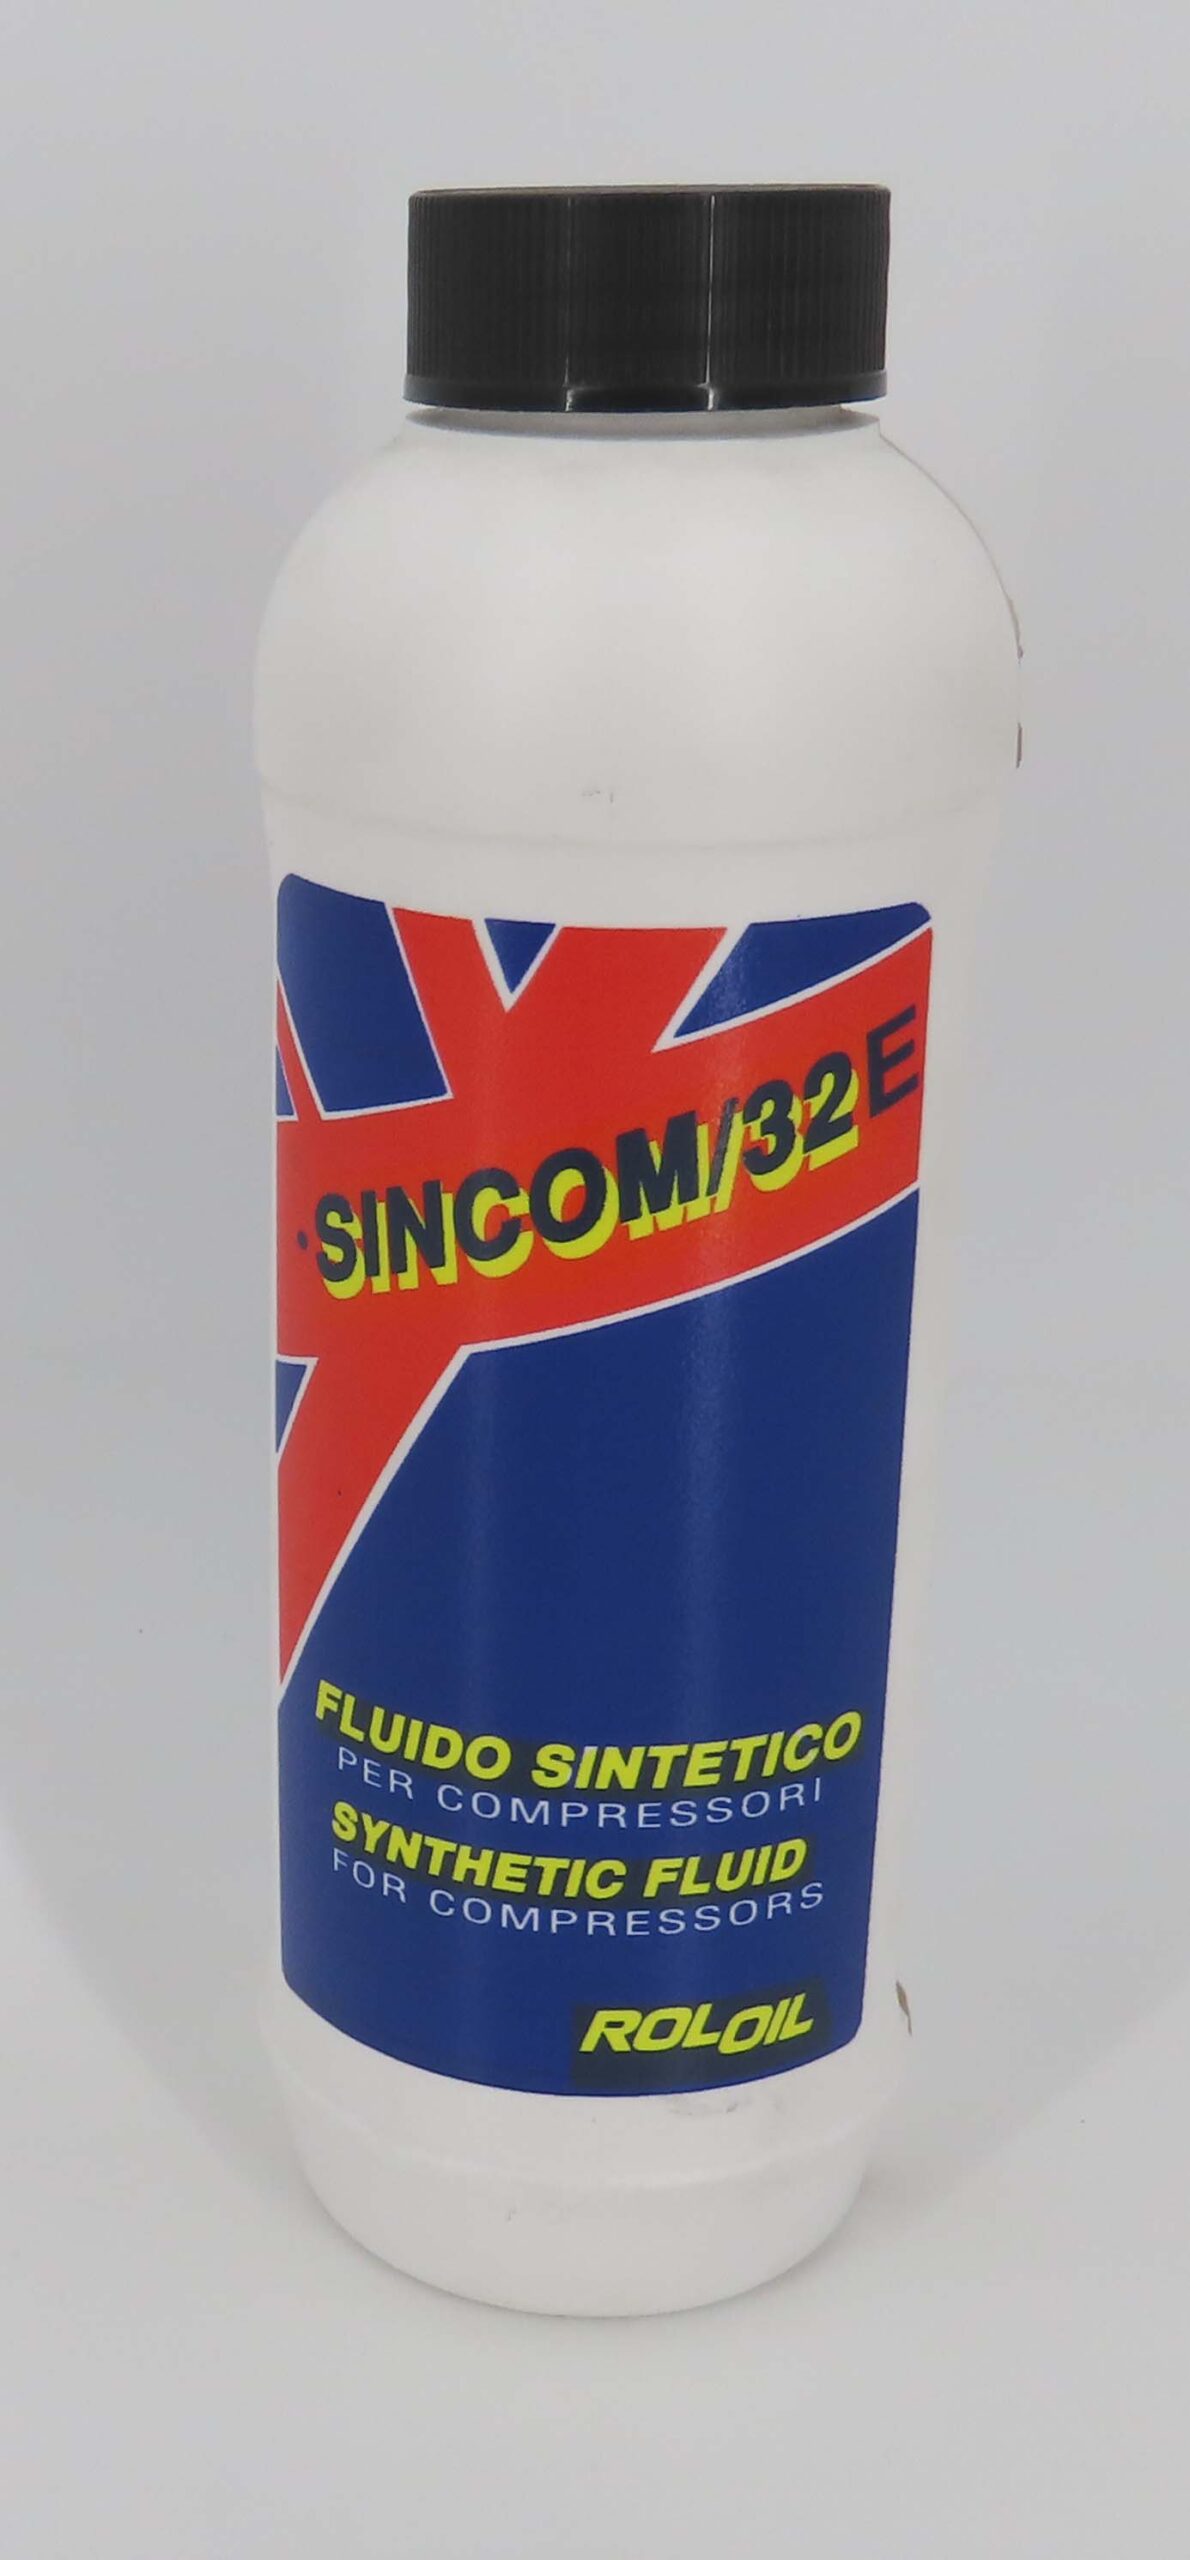 SINCOM/32E
FLUIDO SINTETICO
PER COMPRESSORI
SYNTHETIC FLUID
FOR COMPRESSORS
ROLOIL